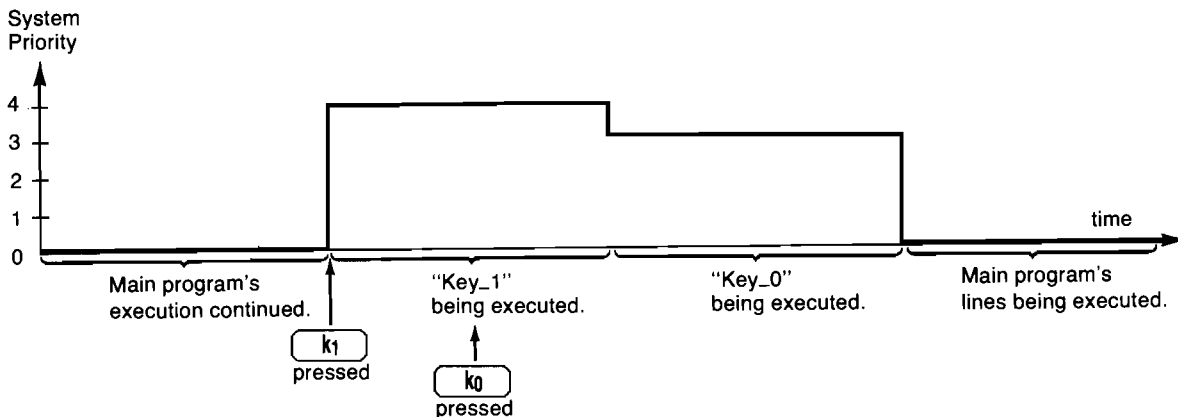 System
Priority
4
3
2
1
0
time
Main program's
execution continued.
"Key_1"
being executed.
"Key_0"
being executed.
Main program's
lines being executed.
k1
pressed
k0
pressed